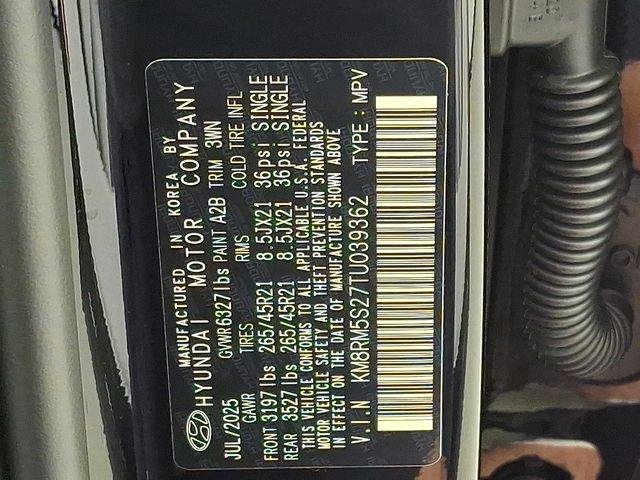 MANUFACTURED IN KOREA BY
HYUNDAI MOTOR COMPANY
JUL/2025 GVWR 6327 lbs PAINT A2B TRIM 3WN
GAWR TIRES RIMS COLD TIRE INFL
FRONT 3197 lbs 265/45R21 8.5JX21 36psi SINGLE
REAR 3527 lbs 265/45R21 8.5JX21 36psi SINGLE
THIS VEHICLE CONFORMS TO ALL APPLICABLE U.S.A. FEDERAL
MOTOR VEHICLE SAFETY AND THEFT PREVENTION STANDARDS
IN EFFECT ON THE DATE OF MANUFACTURE SHOWN ABOVE
V.I.N KM8RM5S27TU039362 TYPE : MPV